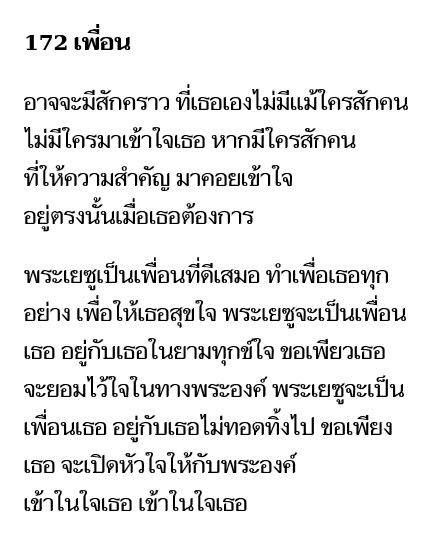 172 เพื่อน
อาจจะมีสักคราว ที่เธอเองไม่มีแม้ใครสักคน
ไม่มีใครมาเข้าใจเธอ หากมีใครสักคน
ที่ให้ความสำคัญ มาคอยเข้าใจ
อยู่ตรงนั้นเมื่อเธอต้องการ
พระเยซูเป็นเพื่อนที่ดีเสมอ ทำเพื่อเธอทุก
อย่าง เพื่อให้เธอสุขใจ พระเยซูจะเป็นเพื่อน
เธอ อยู่กับเธอในยามทุกข์ใจ ขอเพียวเธอ
จะยอมไว้ใจในทางพระองค์ พระเยซูจะเป็น
เพื่อนเธอ อยู่กับเธอไม่ทอดทิ้งไป ขอเพียง
เธอ จะเปิดหัวใจให้กับพระองค์
เข้าในใจเธอ เข้าในใจเธอ